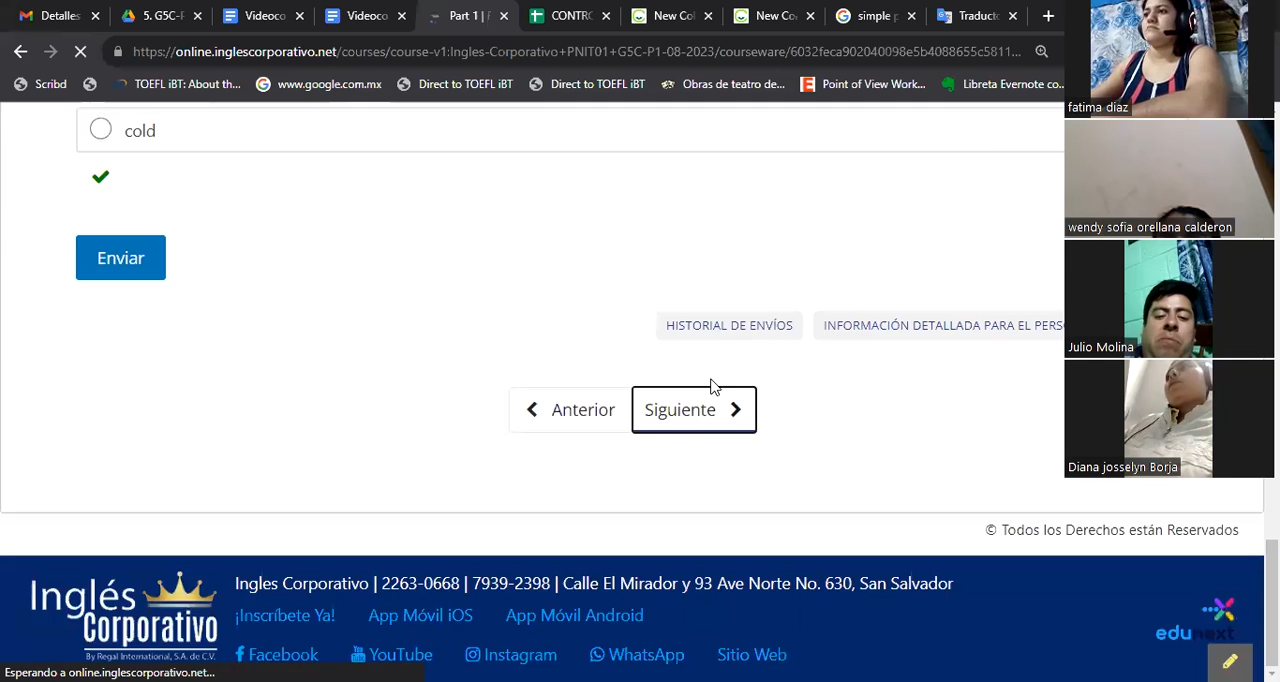 Detalles
5. G5C-P
Videoco
Videoco
Part 1 | F
CONTRO
New Co
New Co
simple p
Traducto
https://online.inglescorporativo.net/courses/course-v1:Ingles-Corporativo+PNIT01+G5C-P1-08-2023/courseware/6032feca902040098e5b4088655c5811...
Scribd
TOEFL iBT: About th...
www.google.com.mx
Direct to TOEFL iBT
Direct to TOEFL iBT
Obras de teatro de...
Point of View Work...
Libreta Evernote co...
fatima diaz
cold
wendy sofia orellana calderon
Enviar
HISTORIAL DE ENVÍOS
INFORMACIÓN DETALLADA PARA EL PERSO
Julio Molina
Anterior
Siguiente
Diana josselyn Borja
© Todos los Derechos están Reservados
Inglés
Corporativo
By Regal International, S.A. de C.V.
Ingles Corporativo | 2263-0668 | 7939-2398 | Calle El Mirador y 93 Ave Norte No. 630, San Salvador
¡Inscríbete Ya!
App Móvil iOS
App Móvil Android
Facebook
YouTube
Instagram
WhatsApp
Sitio Web
edunext
Esperando a online.inglescorporativo.net...